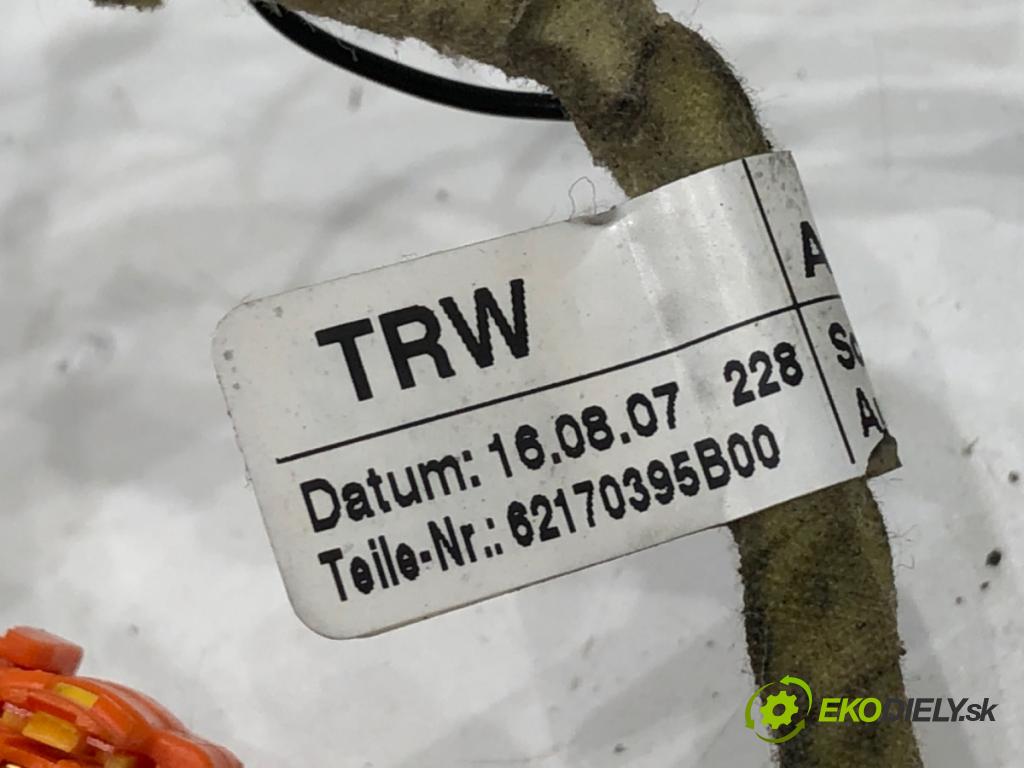 TRW
Datum: 16.08.07 228
Teile-Nr.: 62170395B00
EKODIELY.sk